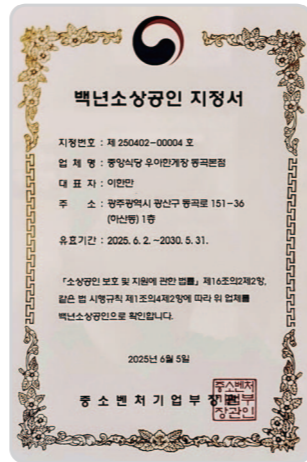 백년소상공인 지정서
지정번호 : 제 250402-00004 호
업 체 명 : 중앙식당 우아한게장 동곡본점
대 표 자 : 이한만
주 소 : 광주광역시 광산구 동곡로 151-36
(하산동) 1층
유효기간 : 2025. 6. 2. ~2030. 5. 31.
「소상공인 보호 및 지원에 관한 법률」 제16조의2제2항,
같은 법 시행규칙 제1조의4제2항에 따라 위 업체를
백년소상공인으로 확인합니다.
2025년 6월 5일
중소벤처기업부장관
중소벤처
기업부
장관인